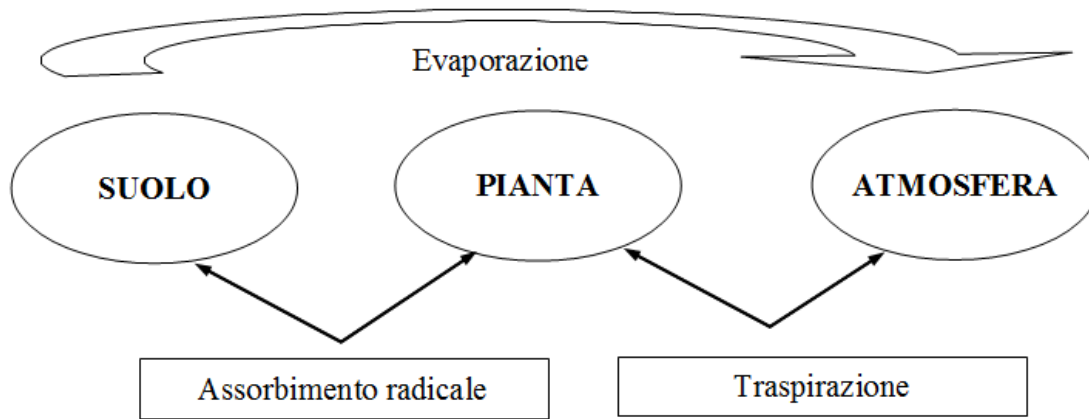 Evaporazione
SUOLO
PIANTA
ATMOSFERA
Assorbimento radicale
Traspirazione